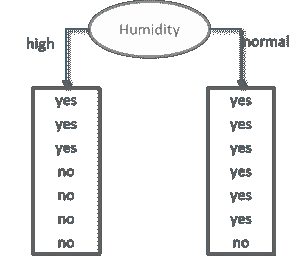 Humidity
high normal
yes yes
yes yes
yes yes
no yes
no yes
no yes
no no